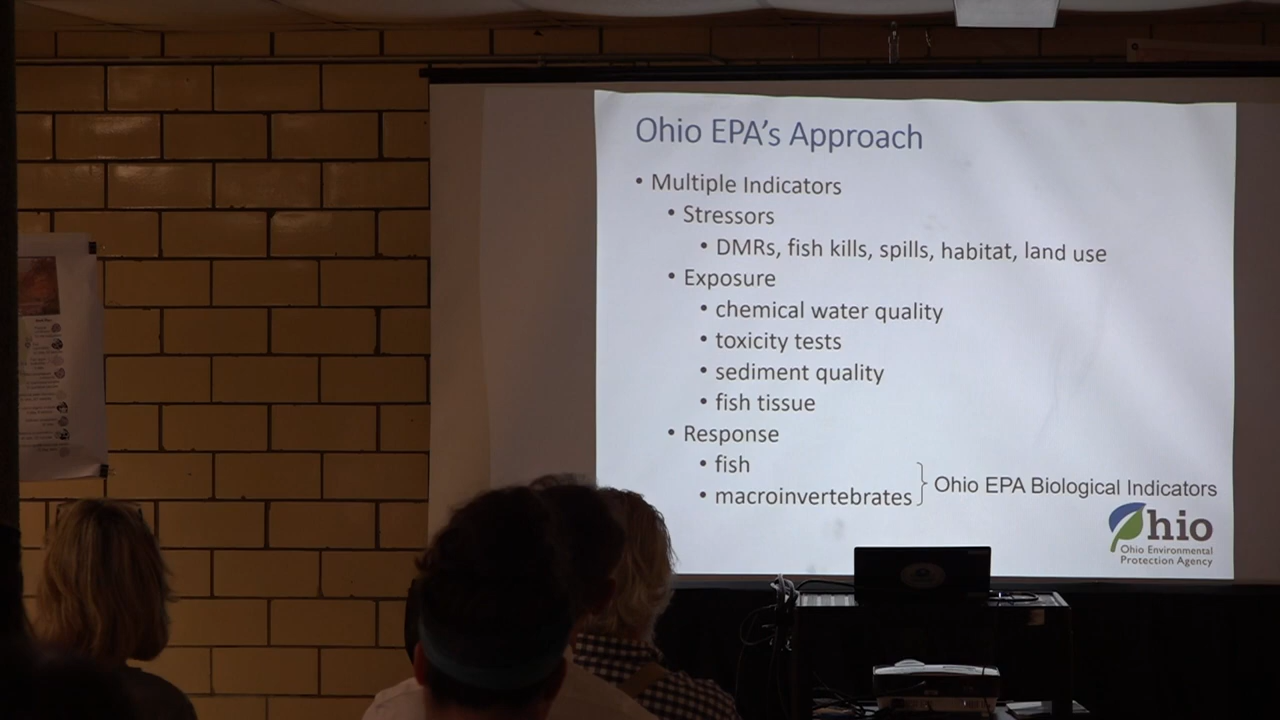 Ohio EPA's Approach
• Multiple Indicators
• Stressors
• DMRs, fish kills, spills, habitat, land use
• Exposure
• chemical water quality
• toxicity tests
• sediment quality
• fish tissue
• Response
• fish
• macroinvertebrates
Ohio EPA Biological Indicators
Ohio
Ohio Environmental
Protection Agency